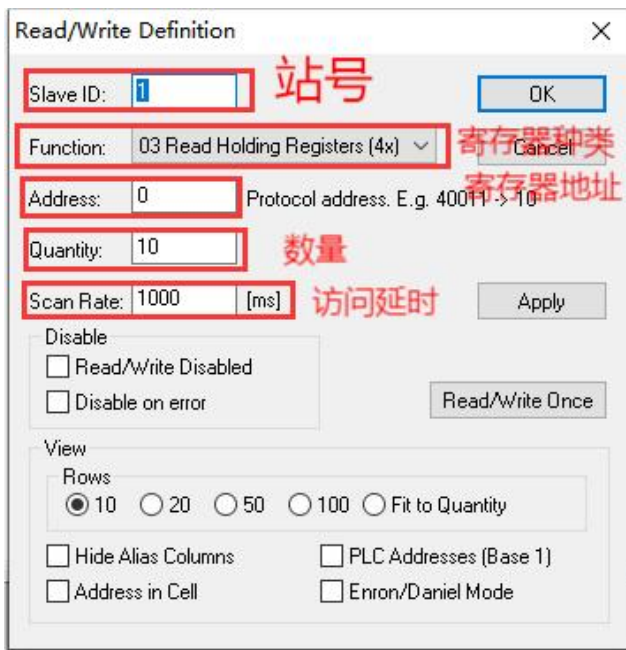 Read/Write Definition
Slave ID: 1 站号 OK
Function: 03 Read Holding Registers (4x) 寄存器种类 Cancel
寄存器地址
Address: 0 Protocol address. E.g. 40011 -> 10
Quantity: 10 数量
Scan Rate: 1000 [ms] 访问延时 Apply
Disable
Read/Write Disabled
Disable on error Read/Write Once
View
Rows
10 20 50 100 Fit to Quantity
Hide Alias Columns PLC Addresses (Base 1)
Address in Cell Enron/Daniel Mode